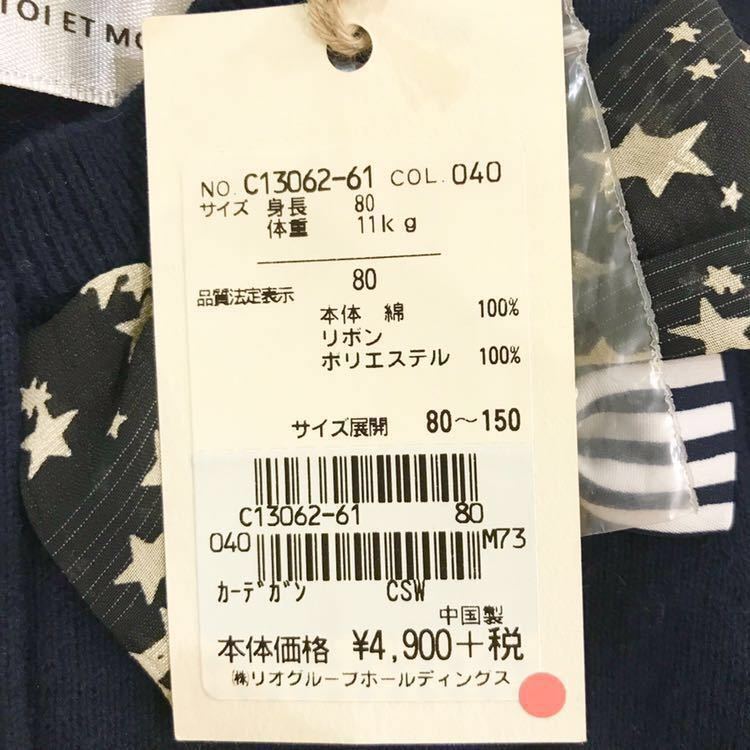 TOI ET MO
NO. C13062-61 COL. 040
サイズ 身長 80
体重 11kg
80
品質法定表示
本体 綿 100%
リボン
ポリエステル 100%
サイズ展開 80～150
C13062-61 80
040 M73
ｶｰﾃﾞｶﾞﾝ CSW
中国製
本体価格 ¥4,900+税
㈱リオグループホールディングス